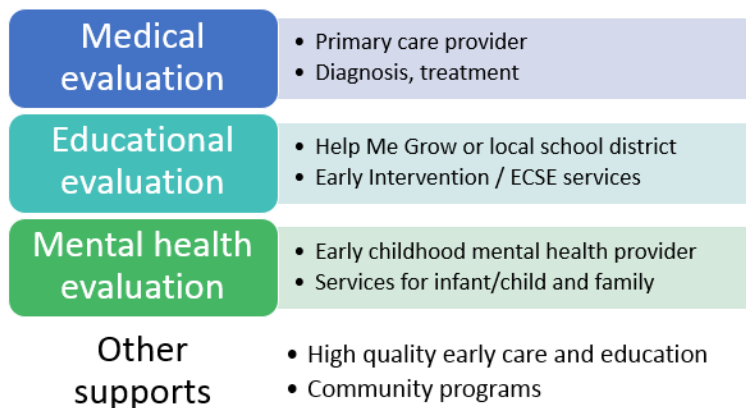 Medical
evaluation
• Primary care provider
• Diagnosis, treatment
Educational
evaluation
• Help Me Grow or local school district
• Early Intervention / ECSE services
Mental health
evaluation
• Early childhood mental health provider
• Services for infant/child and family
Other
supports
• High quality early care and education
• Community programs